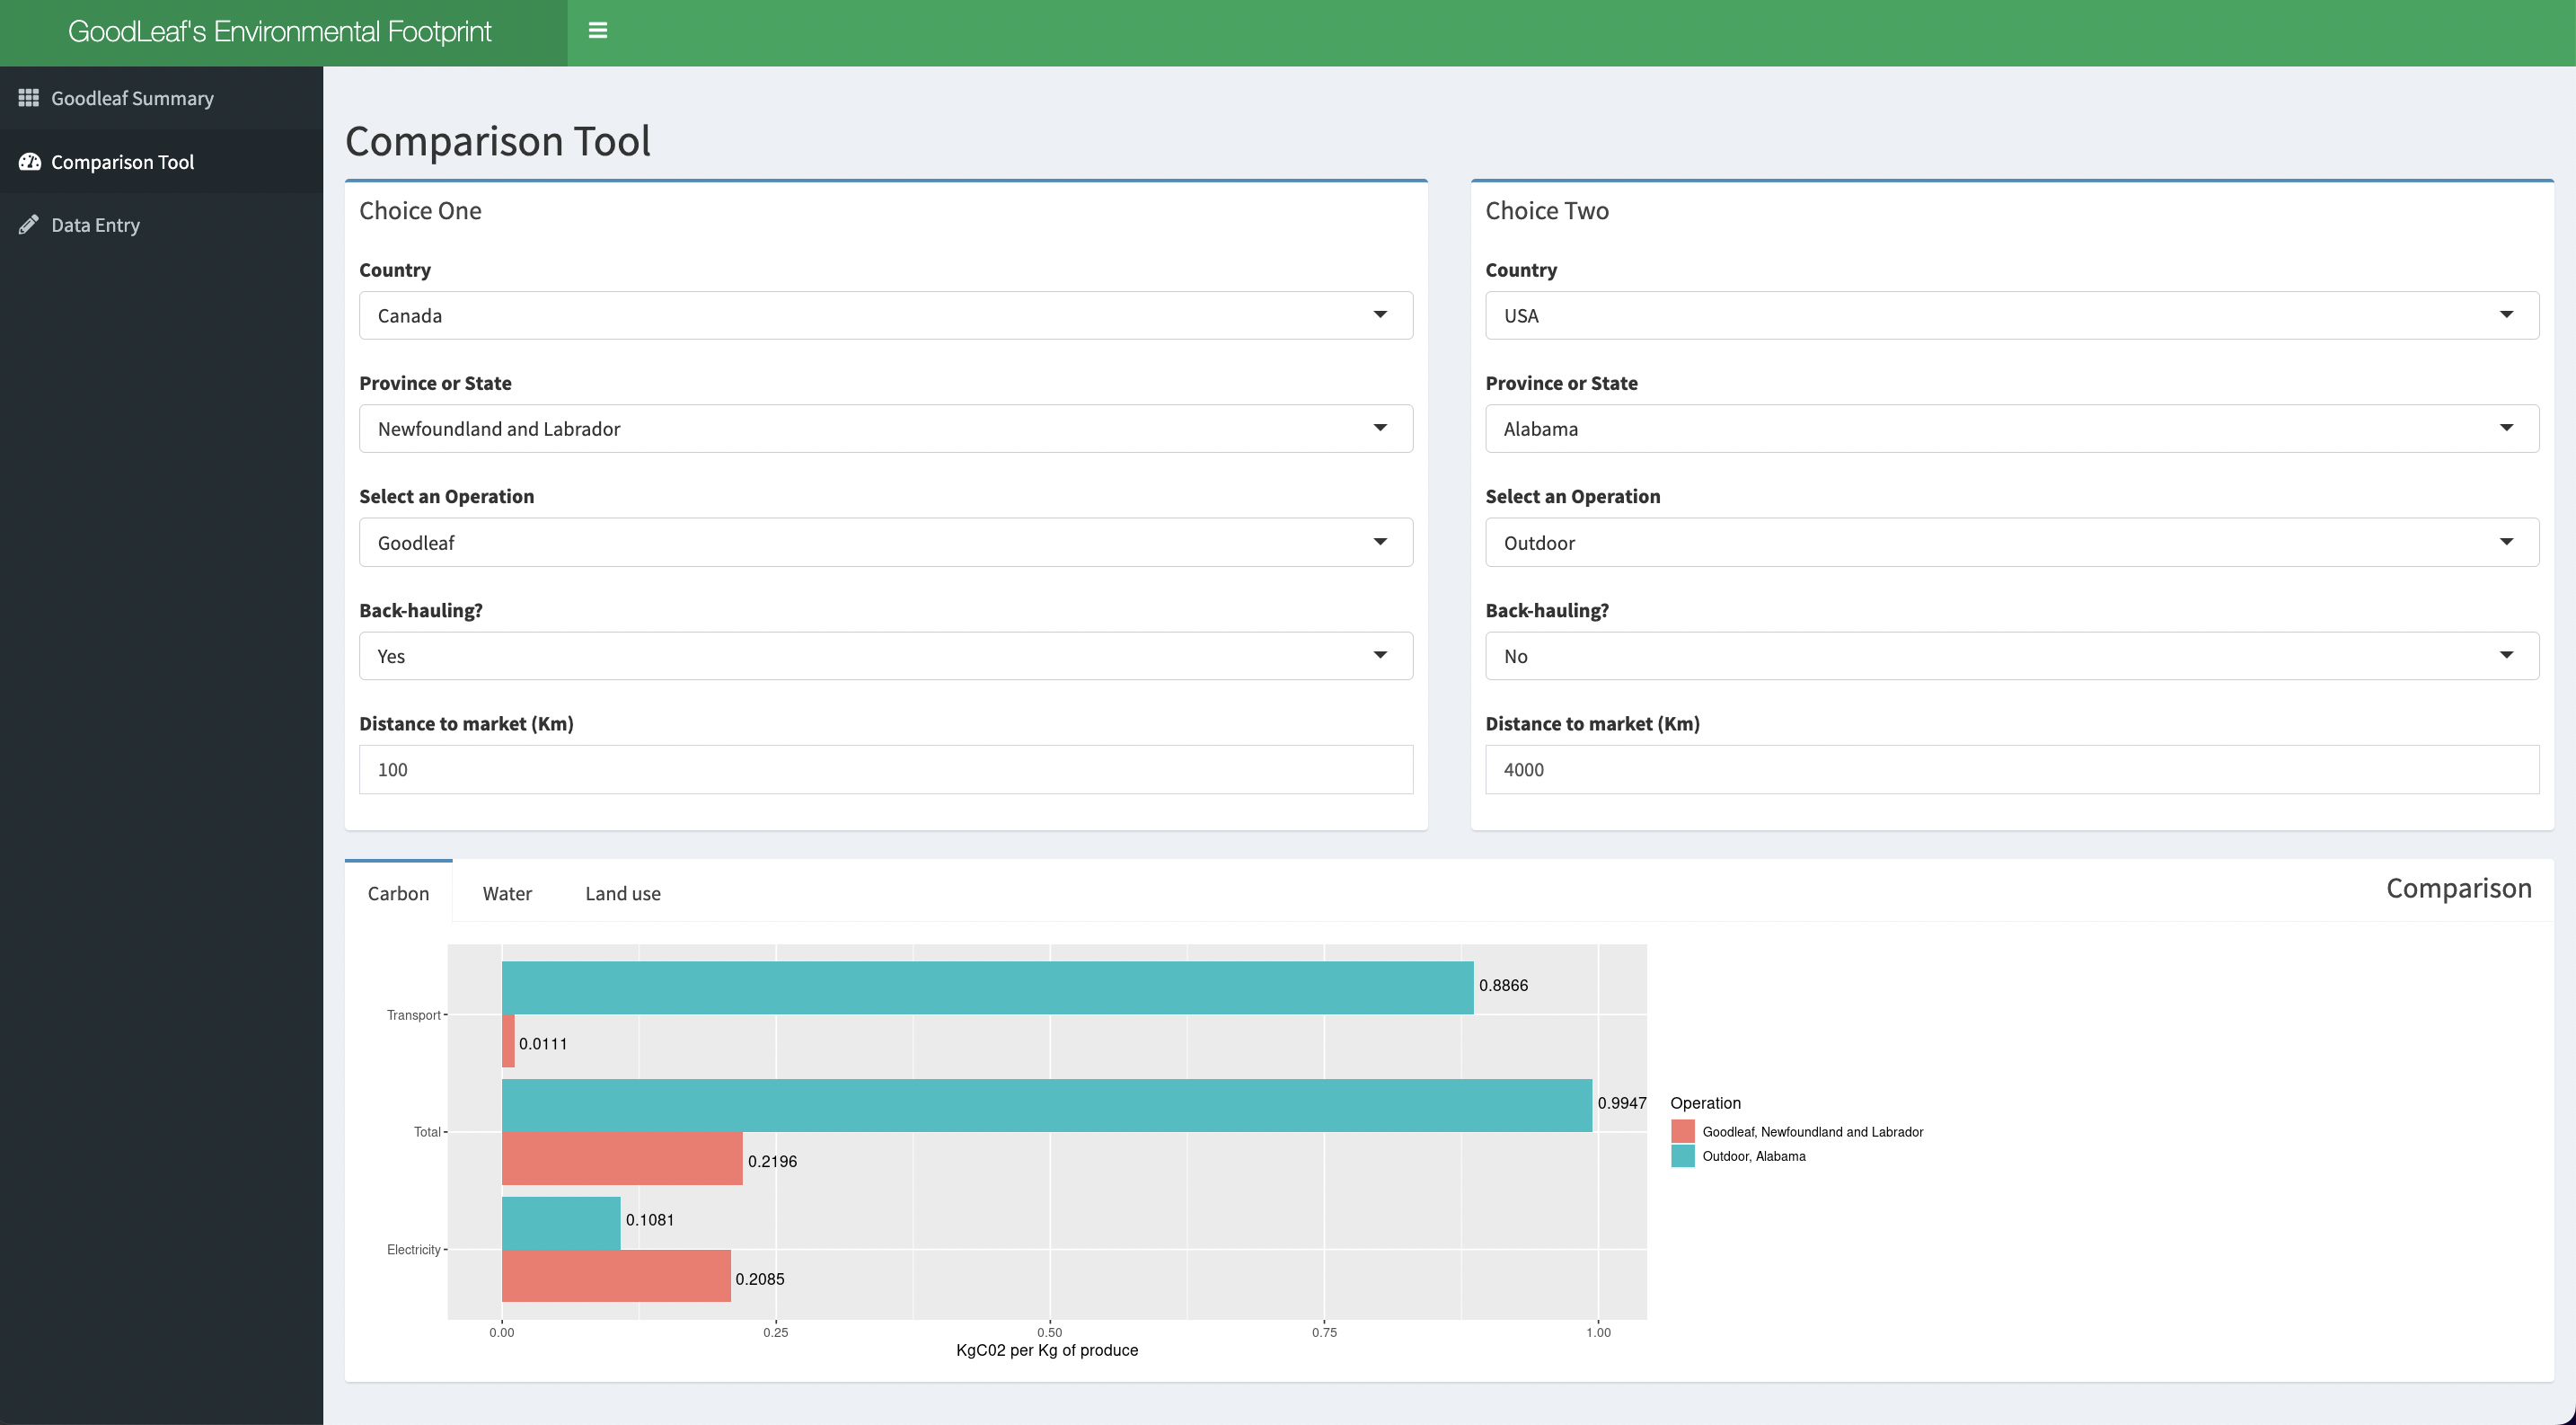 GoodLeaf's Environmental Footprint
Goodleaf Summary
Comparison Tool
Data Entry
Comparison Tool
Choice One
Country
Canada
Province or State
Newfoundland and Labrador
Select an Operation
Goodleaf
Back-hauling?
Yes
Distance to market (Km)
100
Choice Two
Country
USA
Province or State
Alabama
Select an Operation
Outdoor
Back-hauling?
No
Distance to market (Km)
4000
Carbon
Water
Land use
Comparison
Transport
0.8866
0.0111
Total
0.9947
0.2196
Electricity
0.1081
0.2085
0.00
0.25
0.50
0.75
1.00
KgC02 per Kg of produce
Operation
Goodleaf, Newfoundland and Labrador
Outdoor, Alabama